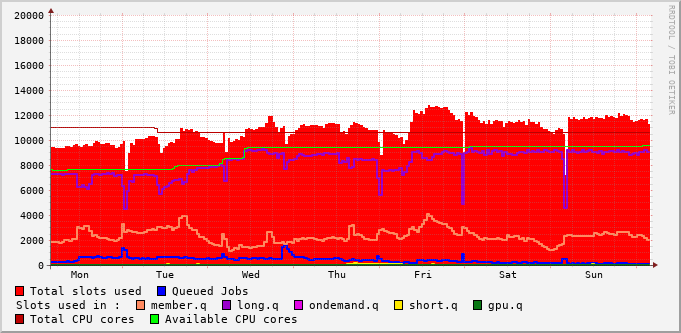 20000
18000
16000
14000
12000
10000
8000
6000
4000
2000
0
Mon Tue Wed Thu Fri Sat Sun
RRDTOOL / TOBI OETIKER
Total slots used Queued Jobs
Slots used in : member.q long.q ondemand.q short.q gpu.q
Total CPU cores Available CPU cores